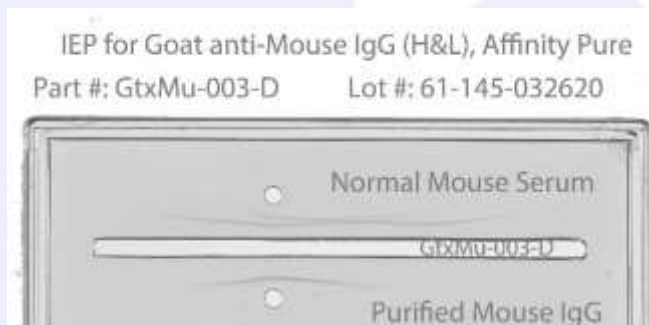 IEP for Goat anti-Mouse IgG (H&L), Affinity Pure
Part #: GtxMu-003-D Lot #: 61-145-032620
Normal Mouse Serum
GtxMu-003-D
Purified Mouse IgG